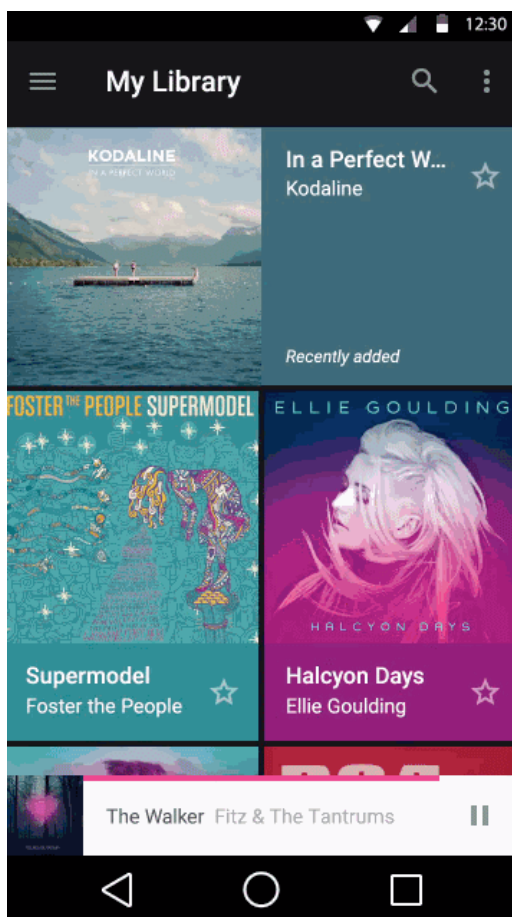 12:30
My Library
KODALINE
IN A PERFECT WORLD
In a Perfect W...
Kodaline
Recently added
FOSTER THE PEOPLE SUPERMODEL
ELLIE GOULDING
HALCYON DAYS
Supermodel
Foster the People
Halcyon Days
Ellie Goulding
The Walker Fitz & The Tantrums